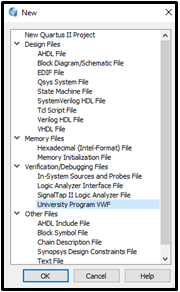 New
New Quartus II Project
Design Files
AHDL File
Block Diagram/Schematic File
EDIF File
Qsys System File
State Machine File
SystemVerilog HDL File
Tcl Script File
Verilog HDL File
VHDL File
Memory Files
Hexadecimal (Intel-Format) File
Memory Initialization File
Verification/Debugging Files
In-System Sources and Probes File
Logic Analyzer Interface File
SignalTap II Logic Analyzer File
University Program VWF
Other Files
AHDL Include File
Block Symbol File
Chain Description File
Synopsys Design Constraints File
Text File
OK Cancel Help